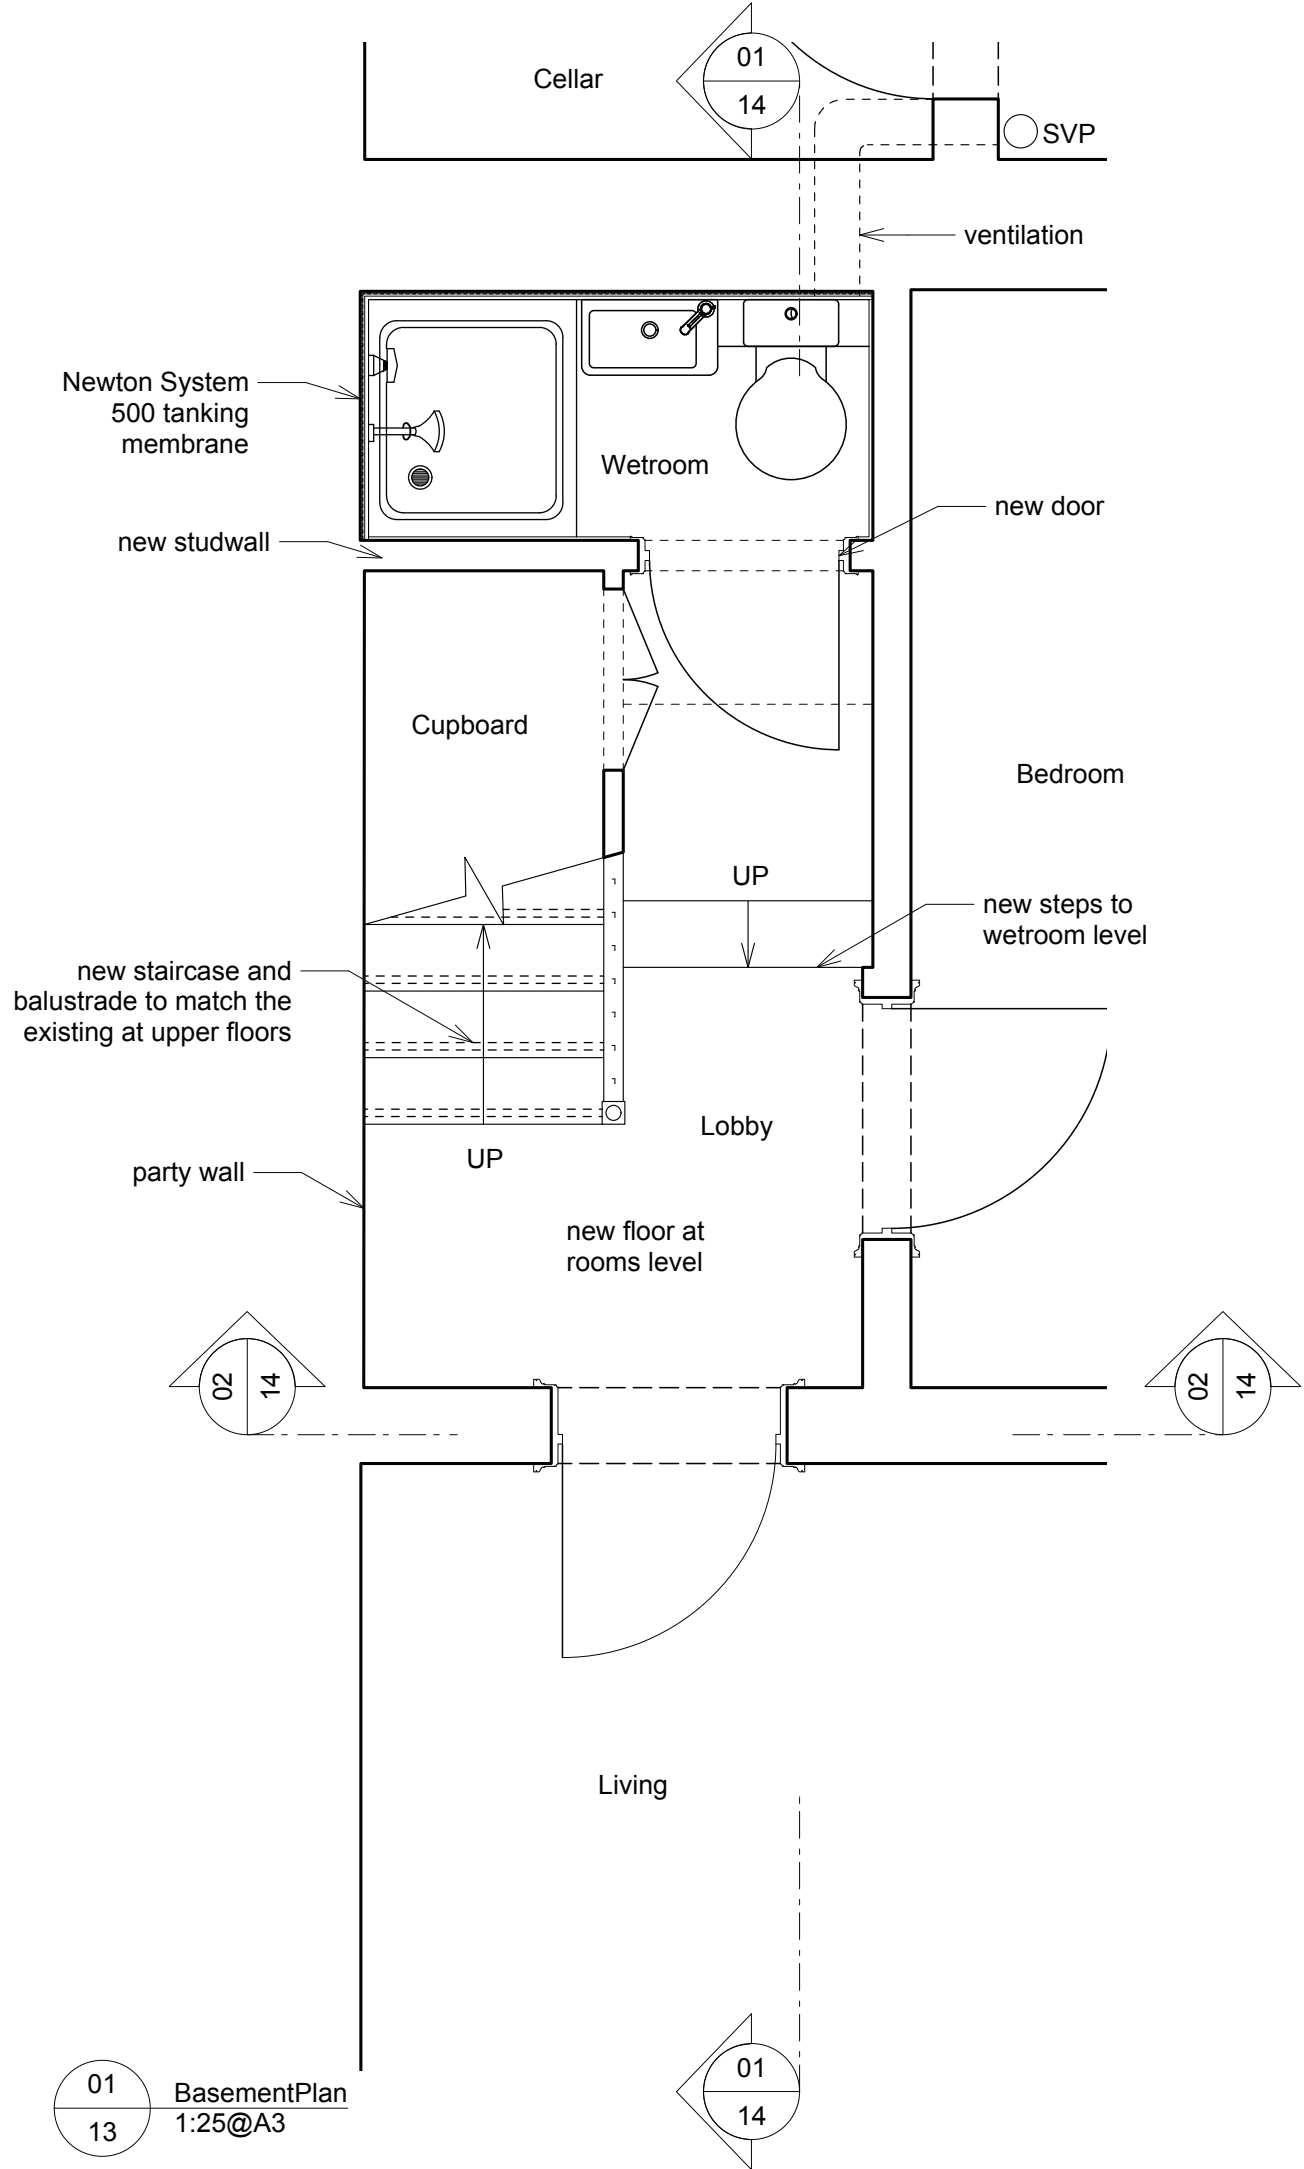 01
14
Cellar
SVP
ventilation
Newton System
500 tanking
membrane
Wetroom
new door
new studwall
Cupboard
Bedroom
UP
new steps to
wetroom level
new staircase and
balustrade to match the
existing at upper floors
Lobby
UP
party wall
new floor at
rooms level
02
14
02
14
Living
01
14
01
13
BasementPlan
1:25@A3